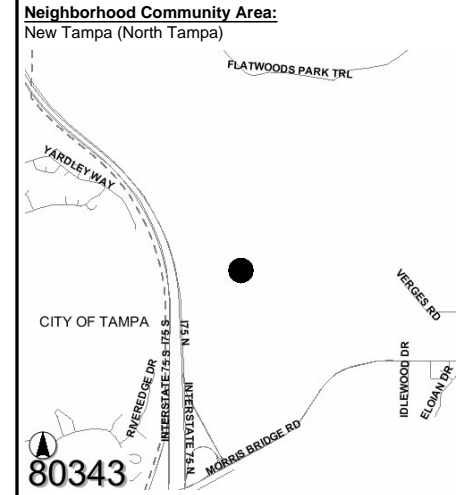 Neighborhood Community Area:
New Tampa (North Tampa)
FLATWOODS PARK TRL
YARDLEY WAY
VERGES RD
CITY OF TAMPA
INTERSTATE 75 S I75 S
I75 N
INTERSTATE 75 N
RIVEREDGE DR
IDLEWOOD DR
ELOIAN DR
MORRIS BRIDGE RD
80343